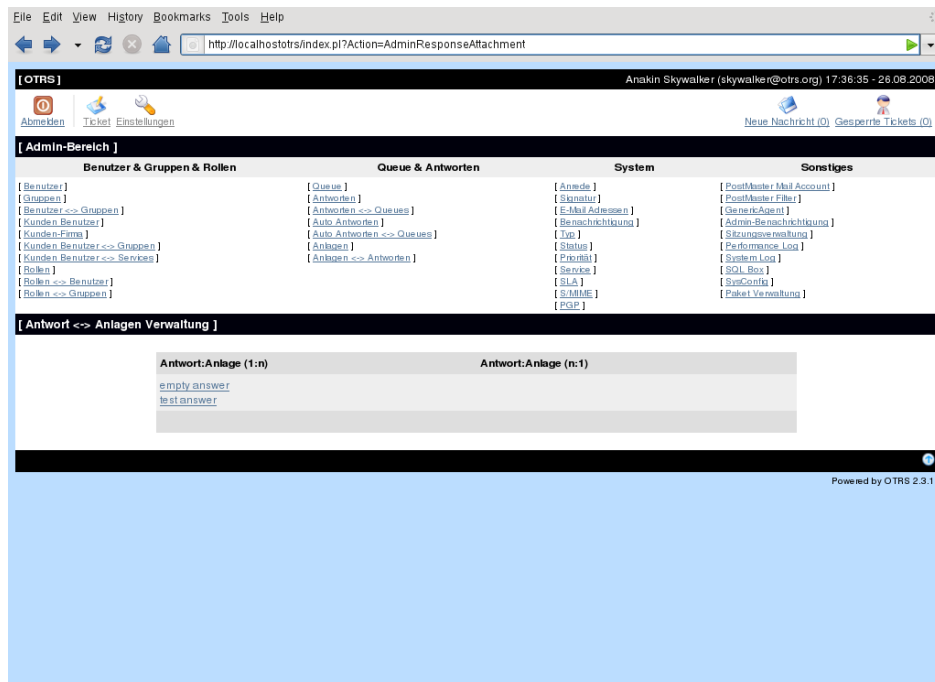 File Edit View History Bookmarks Tools Help
http://localhostotrs/index.pl?Action=AdminResponseAttachment
[ OTRS ] Anakin Skywalker (skywalker@otrs.org) 17:36:35 - 26.08.2008
Abmelden Ticket Einstellungen Neue Nachricht (0) Gesperrte Tickets (0)
[ Admin-Bereich ]
Benutzer & Gruppen & Rollen Queue & Antworten System Sonstiges
[ Benutzer ] [ Queue ] [ Anrede ] [ PostMaster Mail Account ]
[ Gruppen ] [ Antworten ] [ Signatur ] [ PostMaster Filter ]
[ Benutzer <-> Gruppen ] [ Antworten <-> Queues ] [ E-Mail Adressen ] [ GenericAgent ]
[ Kunden Benutzer ] [ Auto Antworten ] [ Benachrichtigung ] [ Admin-Benachrichtigung ]
[ Kunden-Firma ] [ Auto Antworten <-> Queues ] [ Typ ] [ Sitzungsverwaltung ]
[ Kunden Benutzer <-> Gruppen ] [ Anlagen ] [ Status ] [ Performance Log ]
[ Kunden Benutzer <-> Services ] [ Anlagen <-> Antworten ] [ Priorität ] [ System Log ]
[ Rollen ] [ Service ] [ SQL Box ]
[ Rollen <-> Benutzer ] [ SLA ] [ SysConfig ]
[ Rollen <-> Gruppen ] [ S/MIME ] [ Paket Verwaltung ]
[ PGP ]
[ Antwort <-> Anlagen Verwaltung ]
Antwort:Anlage (1:n) Antwort:Anlage (n:1)
empty answer
test answer
Powered by OTRS 2.3.1